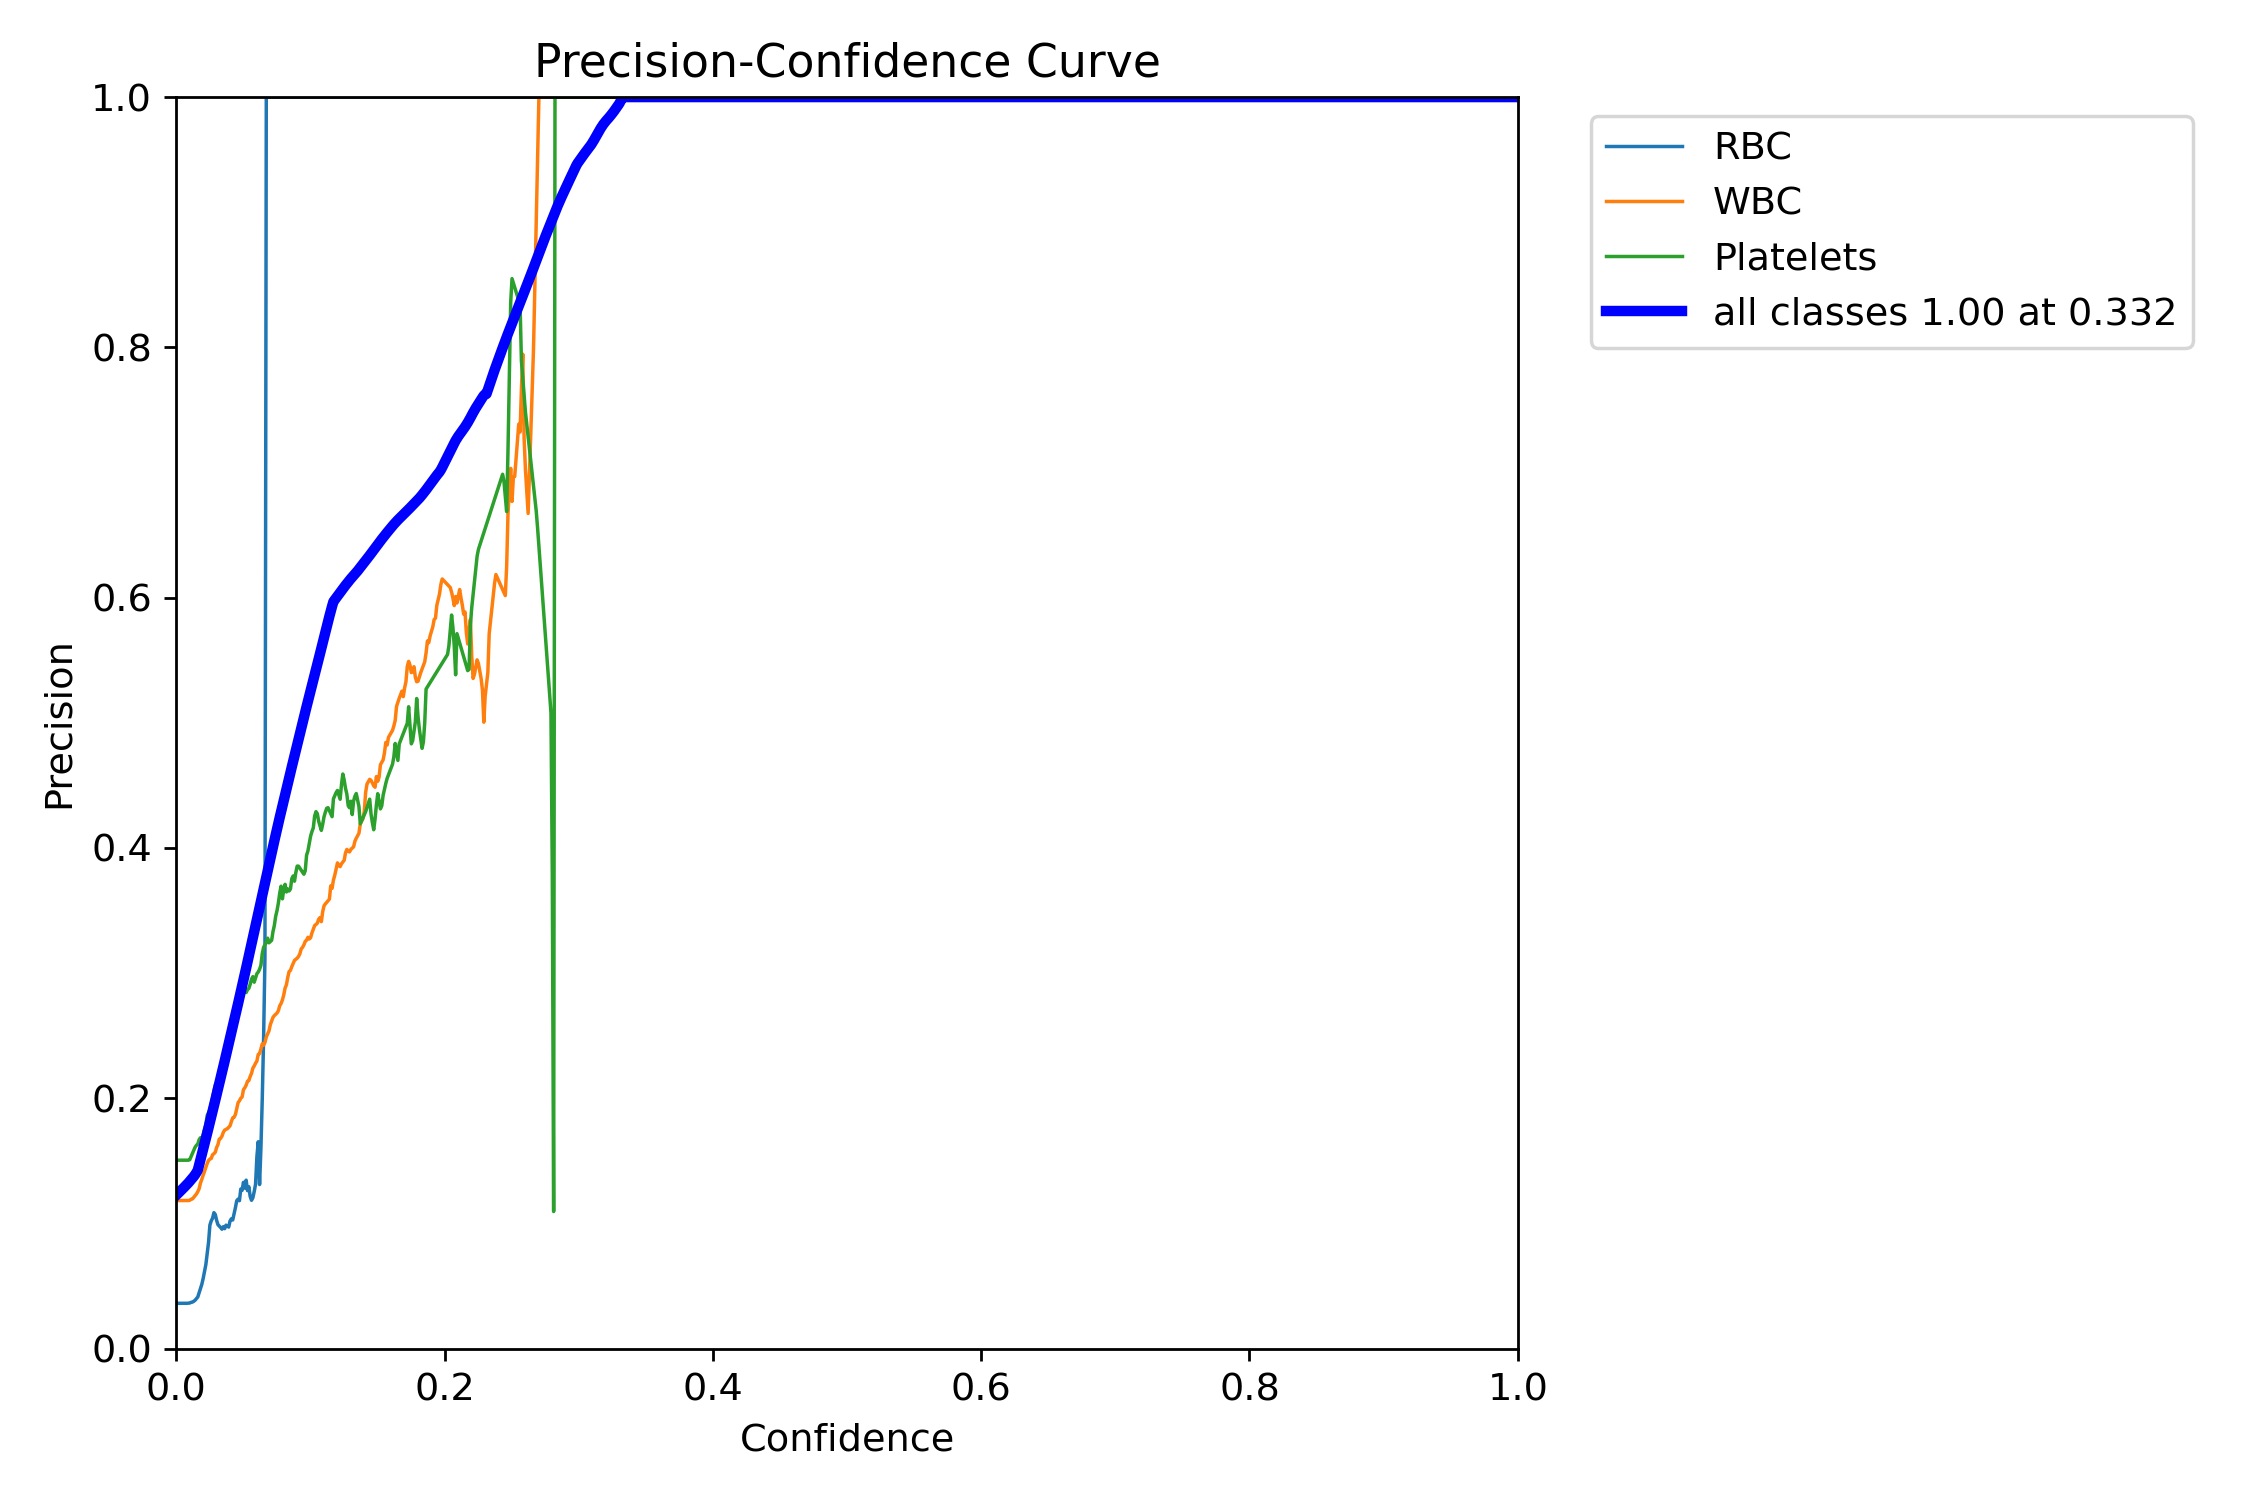 Precision-Confidence Curve
1.0
0.8
0.6
0.4
0.2
0.0
Precision
0.0 0.2 0.4 0.6 0.8 1.0
Confidence
RBC
WBC
Platelets
all classes 1.00 at 0.332